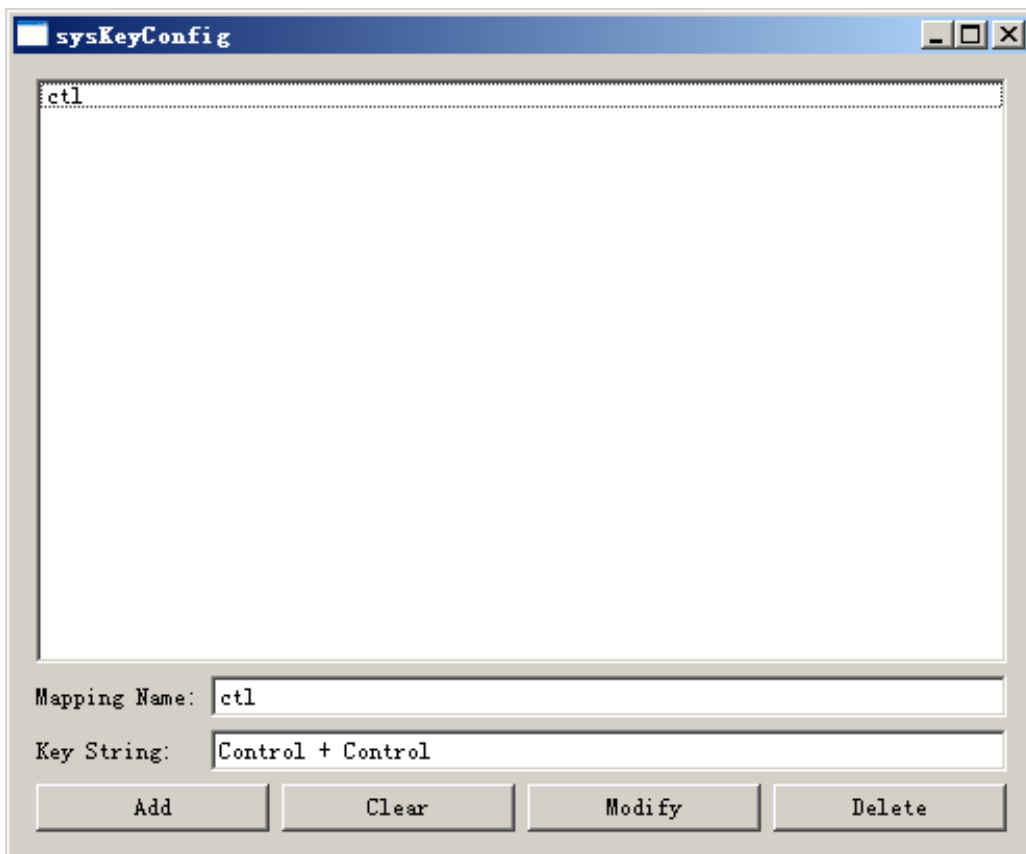 sysKeyConfig
ctl
Mapping Name: ctl
Key String: Control + Control
Add Clear Modify Delete